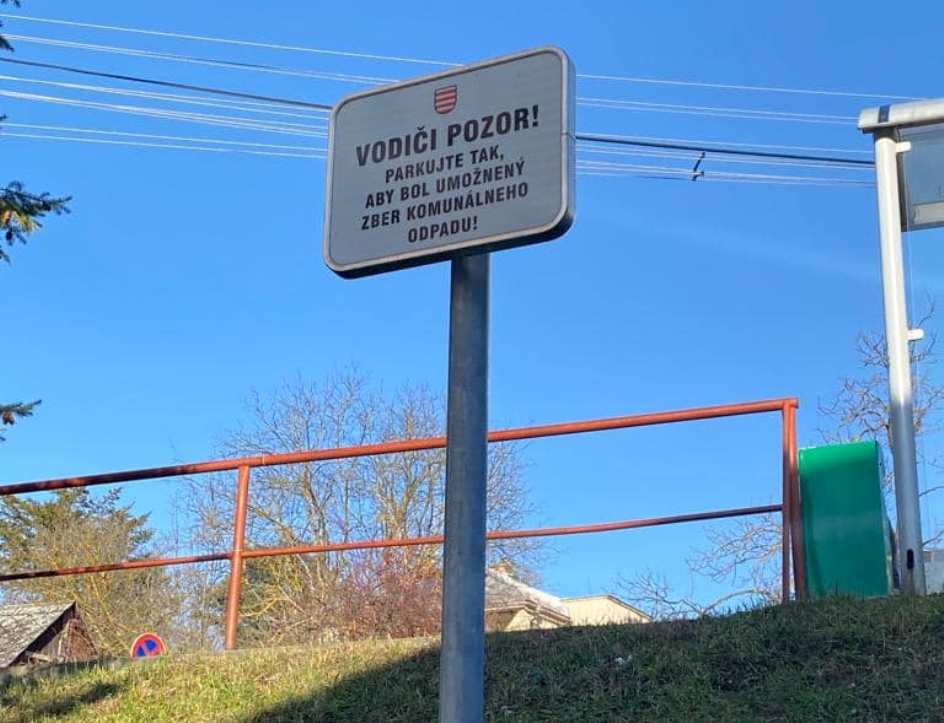 VODIČI POZOR!
PARKUJTE TAK,
ABY BOL UMOŽNENÝ
ZBER KOMUNÁLNEHO
ODPADU!